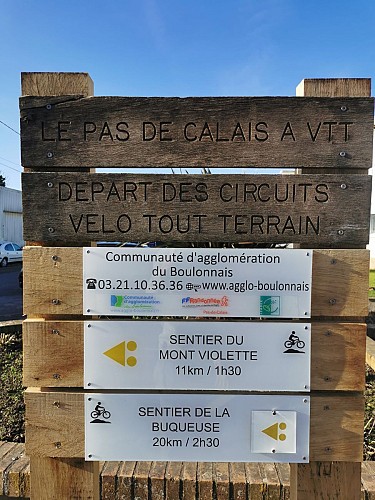 LE PAS DE CALAIS A VTT
DEPART DES CIRCUITS
VELO TOUT TERRAIN
Communauté d'agglomération
du Boulonnais
03.21.10.36.36 www.agglo-boulonnais
SENTIER DU
MONT VIOLETTE
11km / 1h30
SENTIER DE LA
BUQUEUSE
20km / 2h30